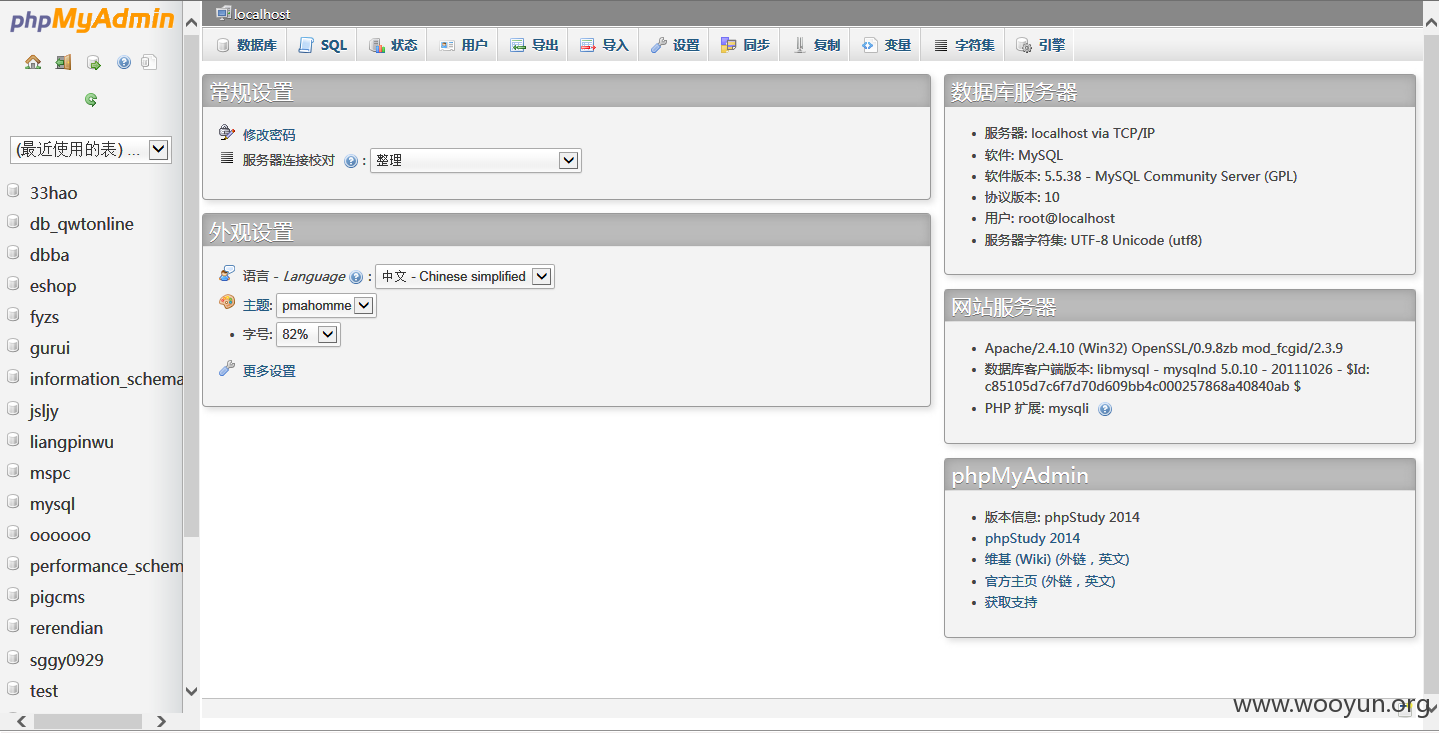 phpMyAdmin
(最近使用的表) ...
33hao
db_qwtonline
dbba
eshop
fyzs
gurui
information_schema
jsljy
liangpinwu
mspc
mysql
oooooo
performance_schem
pigcms
rerendian
sggy0929
test
localhost
数据库 SQL 状态 用户 导出 导入 设置 同步 复制 变量 字符集 引擎
常规设置
修改密码
服务器连接校对 : 整理
外观设置
语言 - Language : 中文 - Chinese simplified
主题: pmahomme
• 字号: 82%
更多设置
数据库服务器
• 服务器: localhost via TCP/IP
• 软件: MySQL
• 软件版本: 5.5.38 - MySQL Community Server (GPL)
• 协议版本: 10
• 用户: root@localhost
• 服务器字符集: UTF-8 Unicode (utf8)
网站服务器
• Apache/2.4.10 (Win32) OpenSSL/0.9.8zb mod_fcgid/2.3.9
• 数据库客户端版本: libmysql - mysqlnd 5.0.10 - 20111026 - $Id:
c85105d7c6f7d70d609bb4c000257868a40840ab $
• PHP 扩展: mysqli
phpMyAdmin
• 版本信息: phpStudy 2014
• phpStudy 2014
• 维基 (Wiki) (外链，英文)
• 官方主页 (外链，英文)
• 获取支持
www.wooyun.org